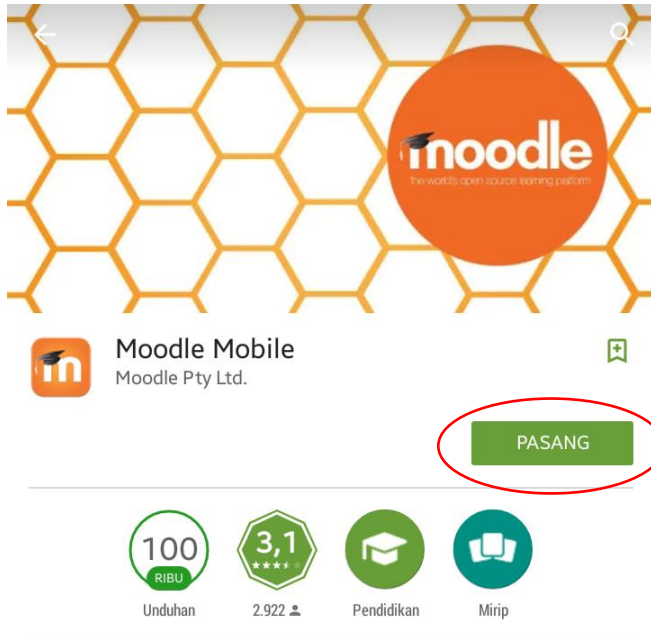 moodle
the world's open source learning platform
m
Moodle Mobile
Moodle Pty Ltd.
PASANG
100
RIBU
3,1
Unduhan
2.922
Pendidikan
Mirip